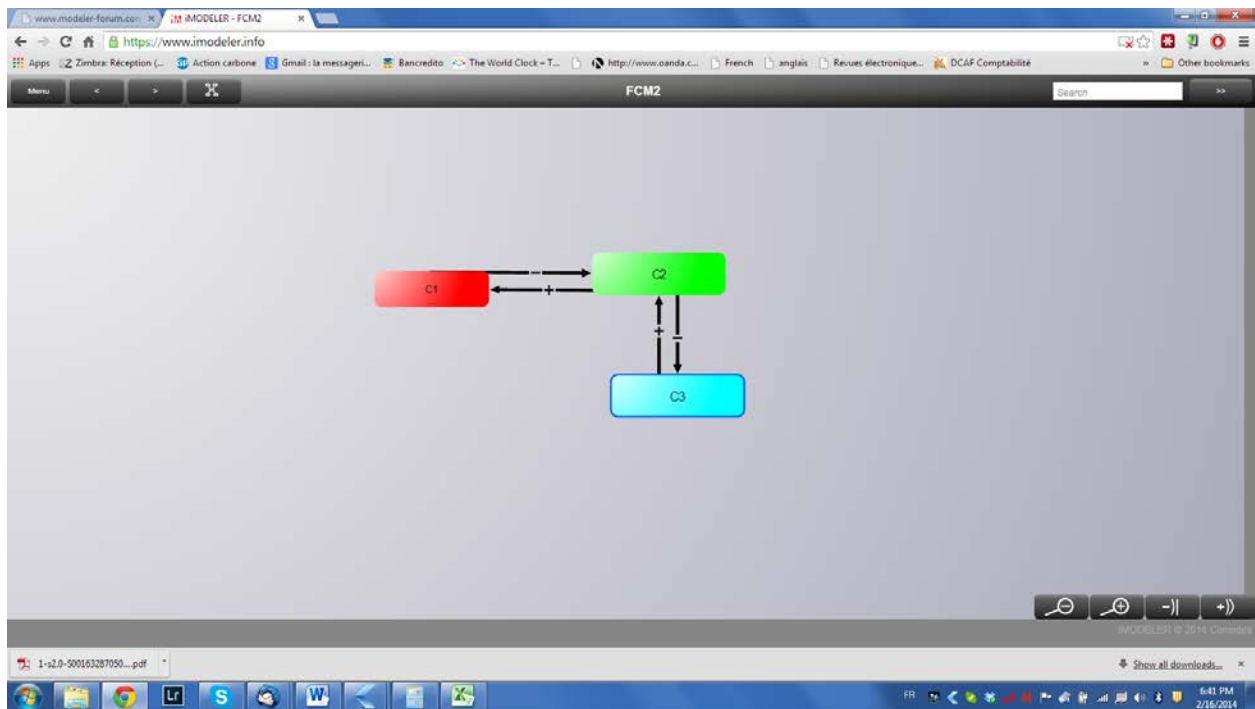 www.modeler-forum.com
iMODELER - FCM2
https://www.imodeler.info
Apps Zimbra: Réception (... Action carbone Gmail : la messageri... Bancredito The World Clock – T... http://www.oanda.c... French anglais Revues électronique... DCAF Comptabilité » Other bookmarks
Menu < > FCM2 Search >>
C2
C1
− +
+ −
C3
-)| +))
iMODELER © 2014 Consideo
1-s2.0-S00163287050....pdf Show all downloads...
Lr S W FR 6:41 PM
2/16/2014